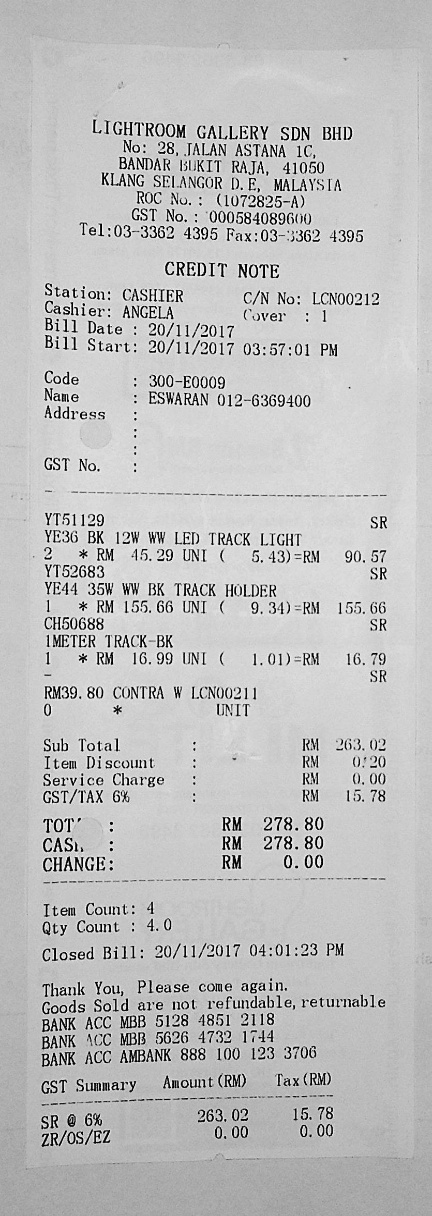 LIGHTROOM GALLERY SDN BHD
No: 28, JALAN ASTANA 1C,
BANDAR BUKIT RAJA, 41050
KLANG SELANGOR D.E, MALAYSIA
ROC No.: (1072825-A)
GST No.: 000584089600
Tel:03-3362 4395 Fax:03-3362 4395
CREDIT NOTE
Station: CASHIER C/N No: LCN00212
Cashier: ANGELA Cover : 1
Bill Date : 20/11/2017
Bill Start: 20/11/2017 03:57:01 PM
Code : 300-E0009
Name : ESWARAN 012-6369400
Address :
:
:
GST No. :
YT51129 SR
YE36 BK 12W WW LED TRACK LIGHT
2 * RM 45.29 UNI ( 5.43)=RM 90.57
YT52683 SR
YE44 35W WW BK TRACK HOLDER
1 * RM 155.66 UNI ( 9.34)=RM 155.66
CH50688 SR
1METER TRACK-BK
1 * RM 16.99 UNI ( 1.01)=RM 16.79
- SR
RM39.80 CONTRA W LCN00211
0 * UNIT
Sub Total : RM 263.02
Item Discount : RM 0.20
Service Charge : RM 0.00
GST/TAX 6% : RM 15.78
: RM 278.80
: RM 278.80
CHANGE: RM 0.00
Item Count: 4
Qty Count : 4.0
Closed Bill: 20/11/2017 04:01:23 PM
Thank You, Please come again.
Goods Sold are not refundable, returnable
BANK ACC MBB 5128 4851 2118
BANK ACC MBB 5626 4732 1744
BANK ACC AMBANK 888 100 123 3706
GST Summary Amount(RM) Tax(RM)
SR @ 6% 263.02 15.78
ZR/OS/EZ 0.00 0.00